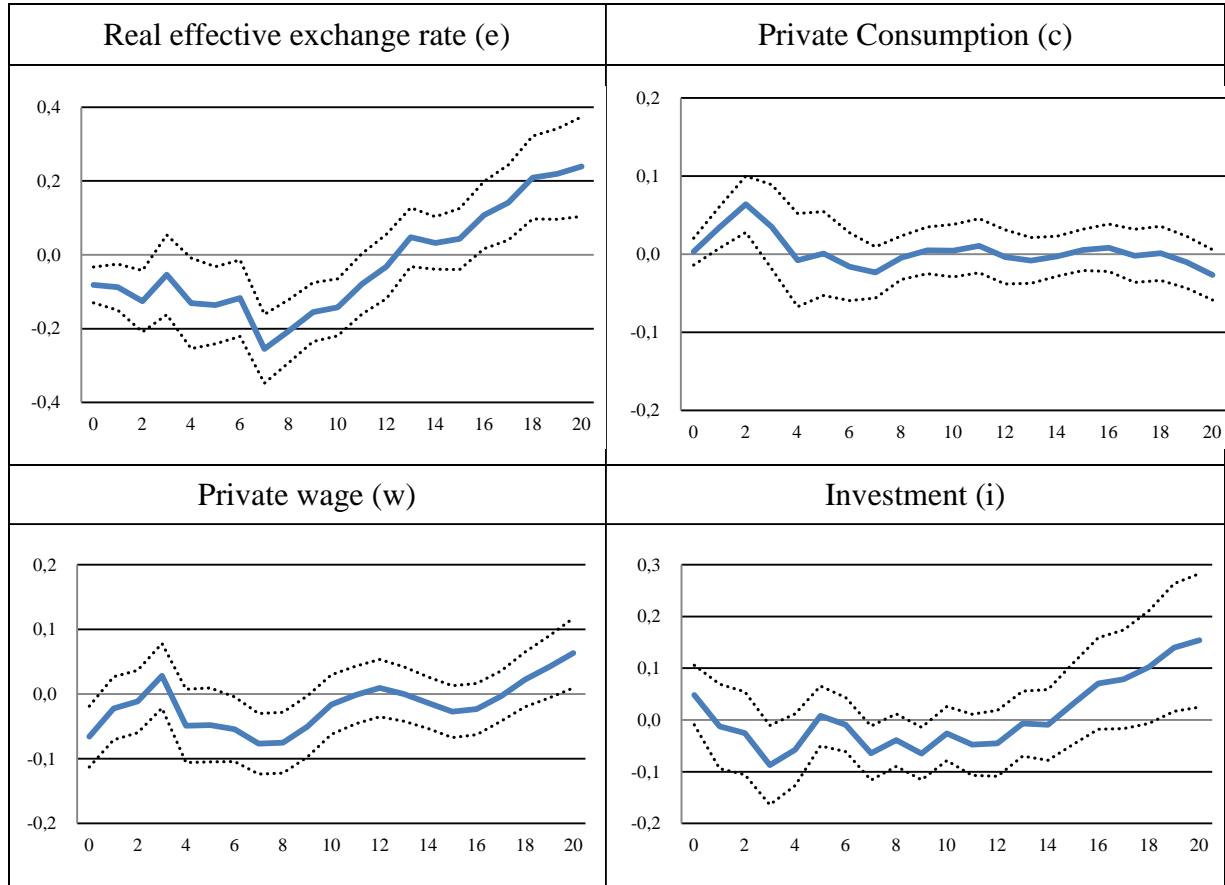 Real effective exchange rate (e)
Private Consumption (c)
0,4
0,2
0,0
-0,2
-0,4
0 2 4 6 8 10 12 14 16 18 20
0,2
0,1
0,0
-0,1
-0,2
0 2 4 6 8 10 12 14 16 18 20
Private wage (w)
Investment (i)
0,2
0,1
0,0
-0,1
-0,2
0 2 4 6 8 10 12 14 16 18 20
0,3
0,2
0,1
0,0
-0,1
-0,2
0 2 4 6 8 10 12 14 16 18 20